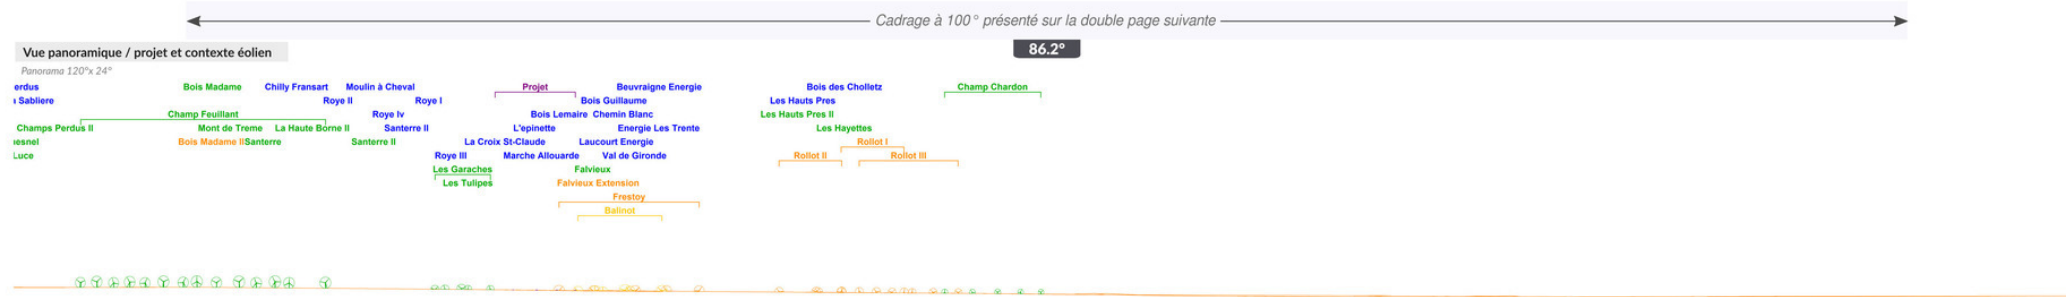 Cadrage à 100° présenté sur la double page suivante
86.2°
Vue panoramique / projet et contexte éolien
Panorama 120°x 24°
erdus Bois Madame Chilly Fransart Moulin à Cheval Projet Beuvraigne Energie Bois des Cholletz Champ Chardon
Sabliere Roye II Roye I Bois Guillaume Les Hauts Pres
Champ Feuillant Roye Iv Bois Lemaire Chemin Blanc Les Hauts Pres II
Champs Perdus II Mont de Treme La Haute Borne II Santerre II L'epinette Energie Les Trente Les Hayettes
esnel Bois Madame II Santerre Santerre II La Croix St-Claude Laucourt Energie Rollot I
Luce Roye III Marche Allouarde Val de Gironde Rollot II Rollot III
Les Garaches Falvieux
Les Tulipes Falvieux Extension
Frestoy
Balinot